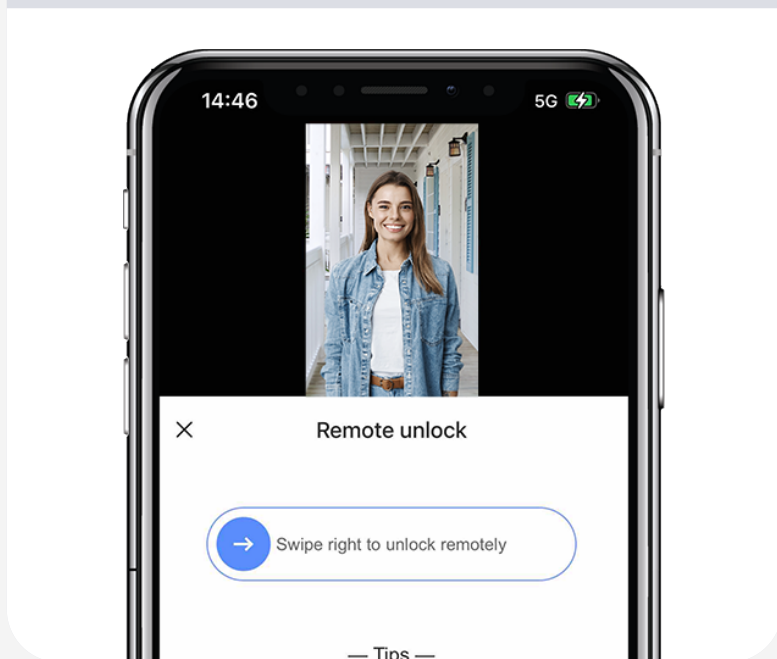 14:46 5G
Remote unlock
Swipe right to unlock remotely
— Tips —